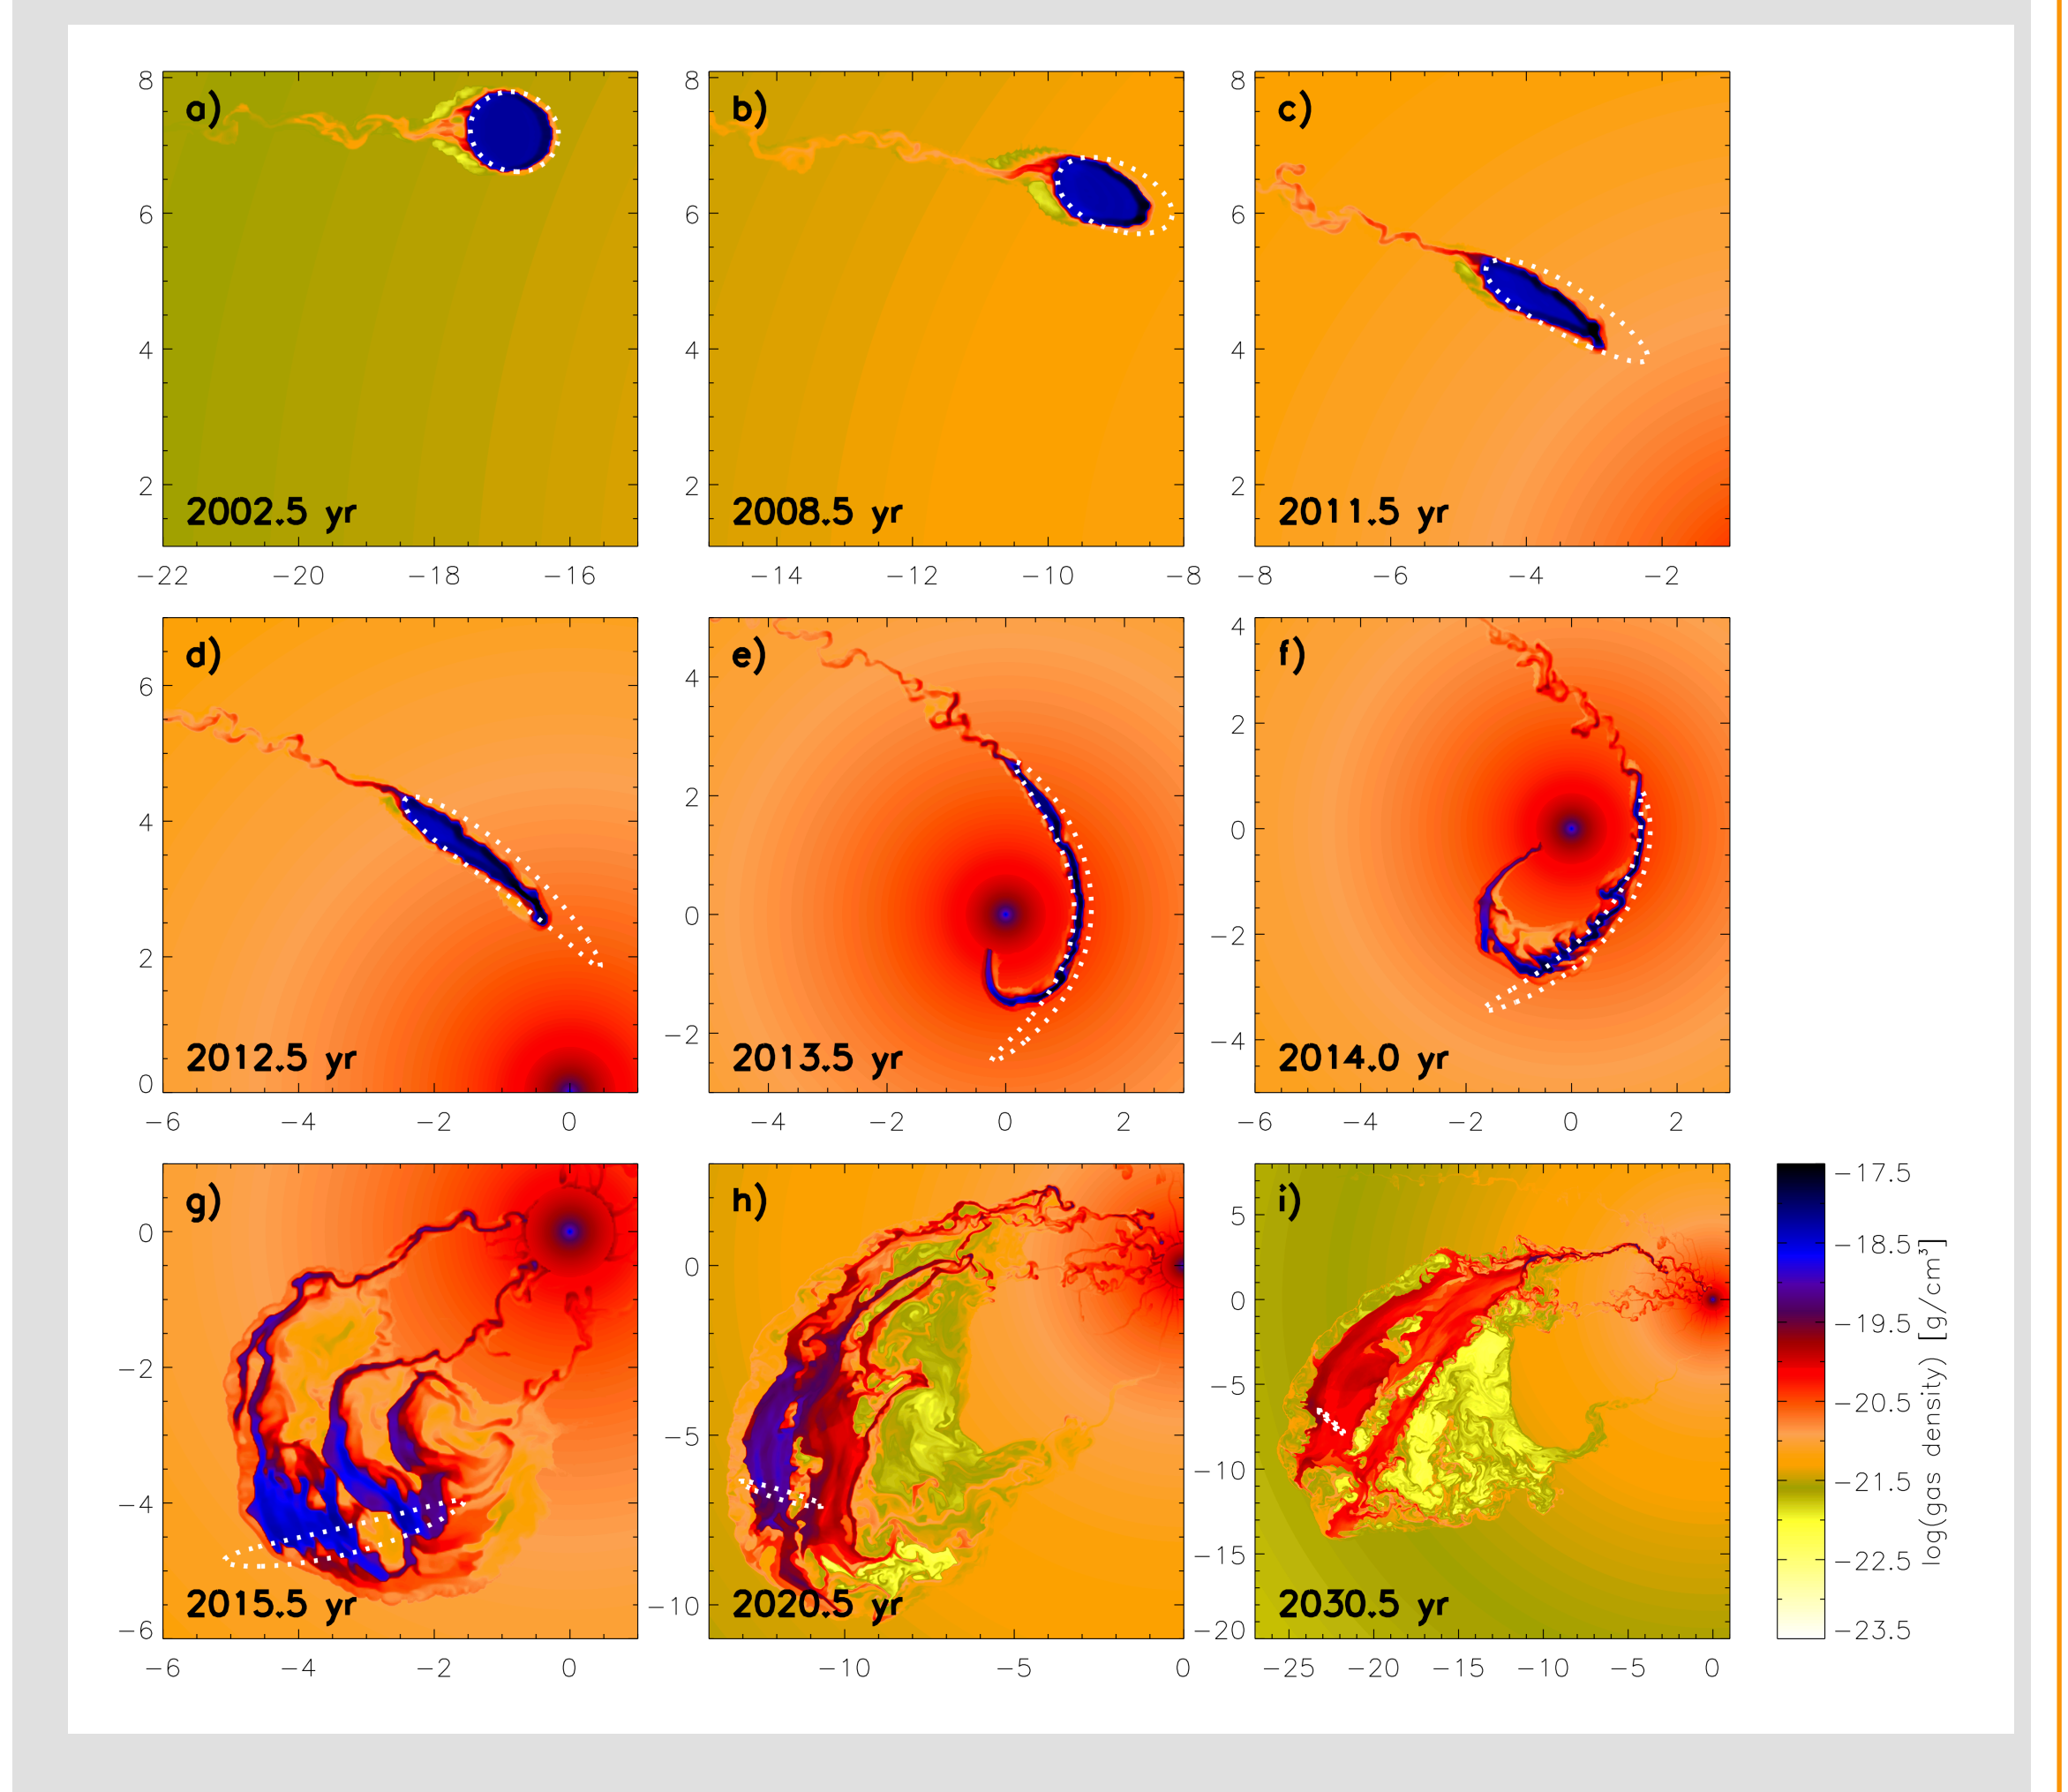 a)
8
6
4
2
2002.5 yr
−22 −20 −18 −16
b)
8
6
4
2
2008.5 yr
−14 −12 −10 −8
c)
8
6
4
2
2011.5 yr
−8 −6 −4 −2
d)
6
4
2
0
2012.5 yr
−6 −4 −2 0
e)
4
2
0
−2
2013.5 yr
−4 −2 0 2
f)
4
2
0
−2
−4
2014.0 yr
−6 −4 −2 0 2
g)
0
−2
−4
−6
2015.5 yr
−6 −4 −2 0
h)
0
−5
−10
2020.5 yr
−10 −5 0
i)
5
0
−5
−10
−15
−20
2030.5 yr
−25 −20 −15 −10 −5 0
−17.5
−18.5
−19.5
−20.5
−21.5
−22.5
−23.5
log(gas density) [g/cm³]